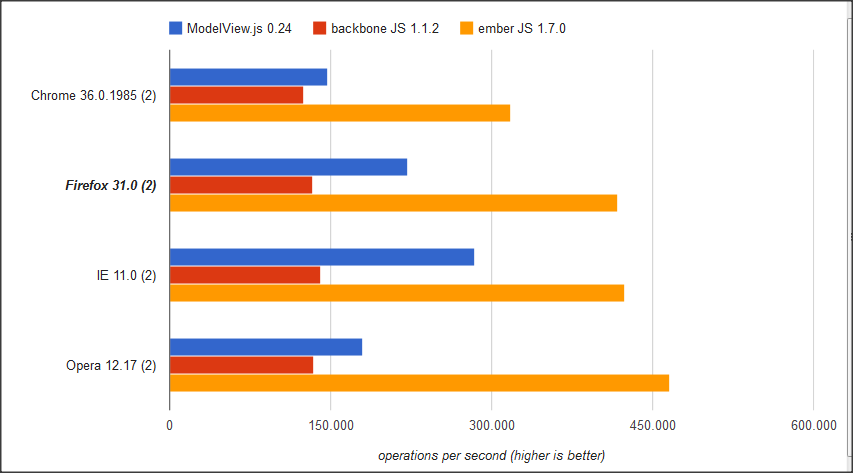 ModelView.js 0.24 backbone JS 1.1.2 ember JS 1.7.0
Chrome 36.0.1985 (2)
Firefox 31.0 (2)
IE 11.0 (2)
Opera 12.17 (2)
0 150.000 300.000 450.000 600.000
operations per second (higher is better)